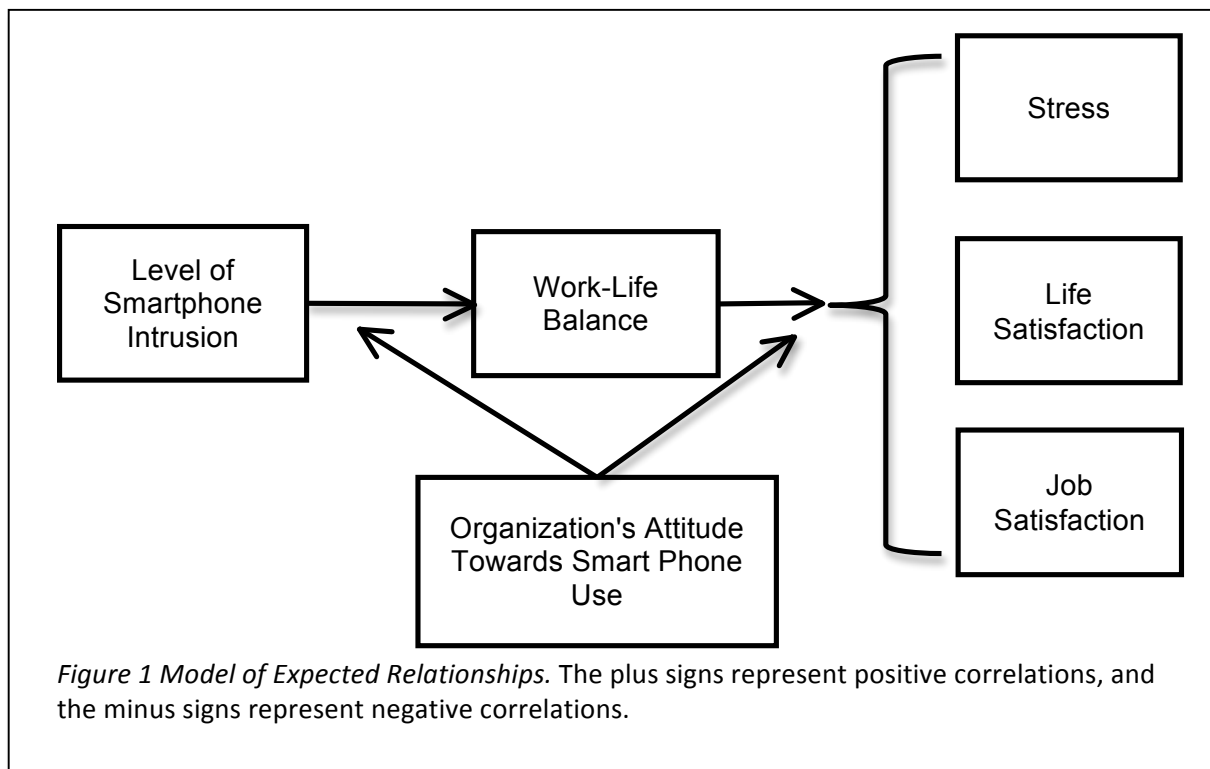 Stress
Level of
Smartphone
Intrusion
Work-Life
Balance
Life
Satisfaction
Organization's Attitude
Towards Smart Phone
Use
Job
Satisfaction
Figure 1 Model of Expected Relationships. The plus signs represent positive correlations, and
the minus signs represent negative correlations.